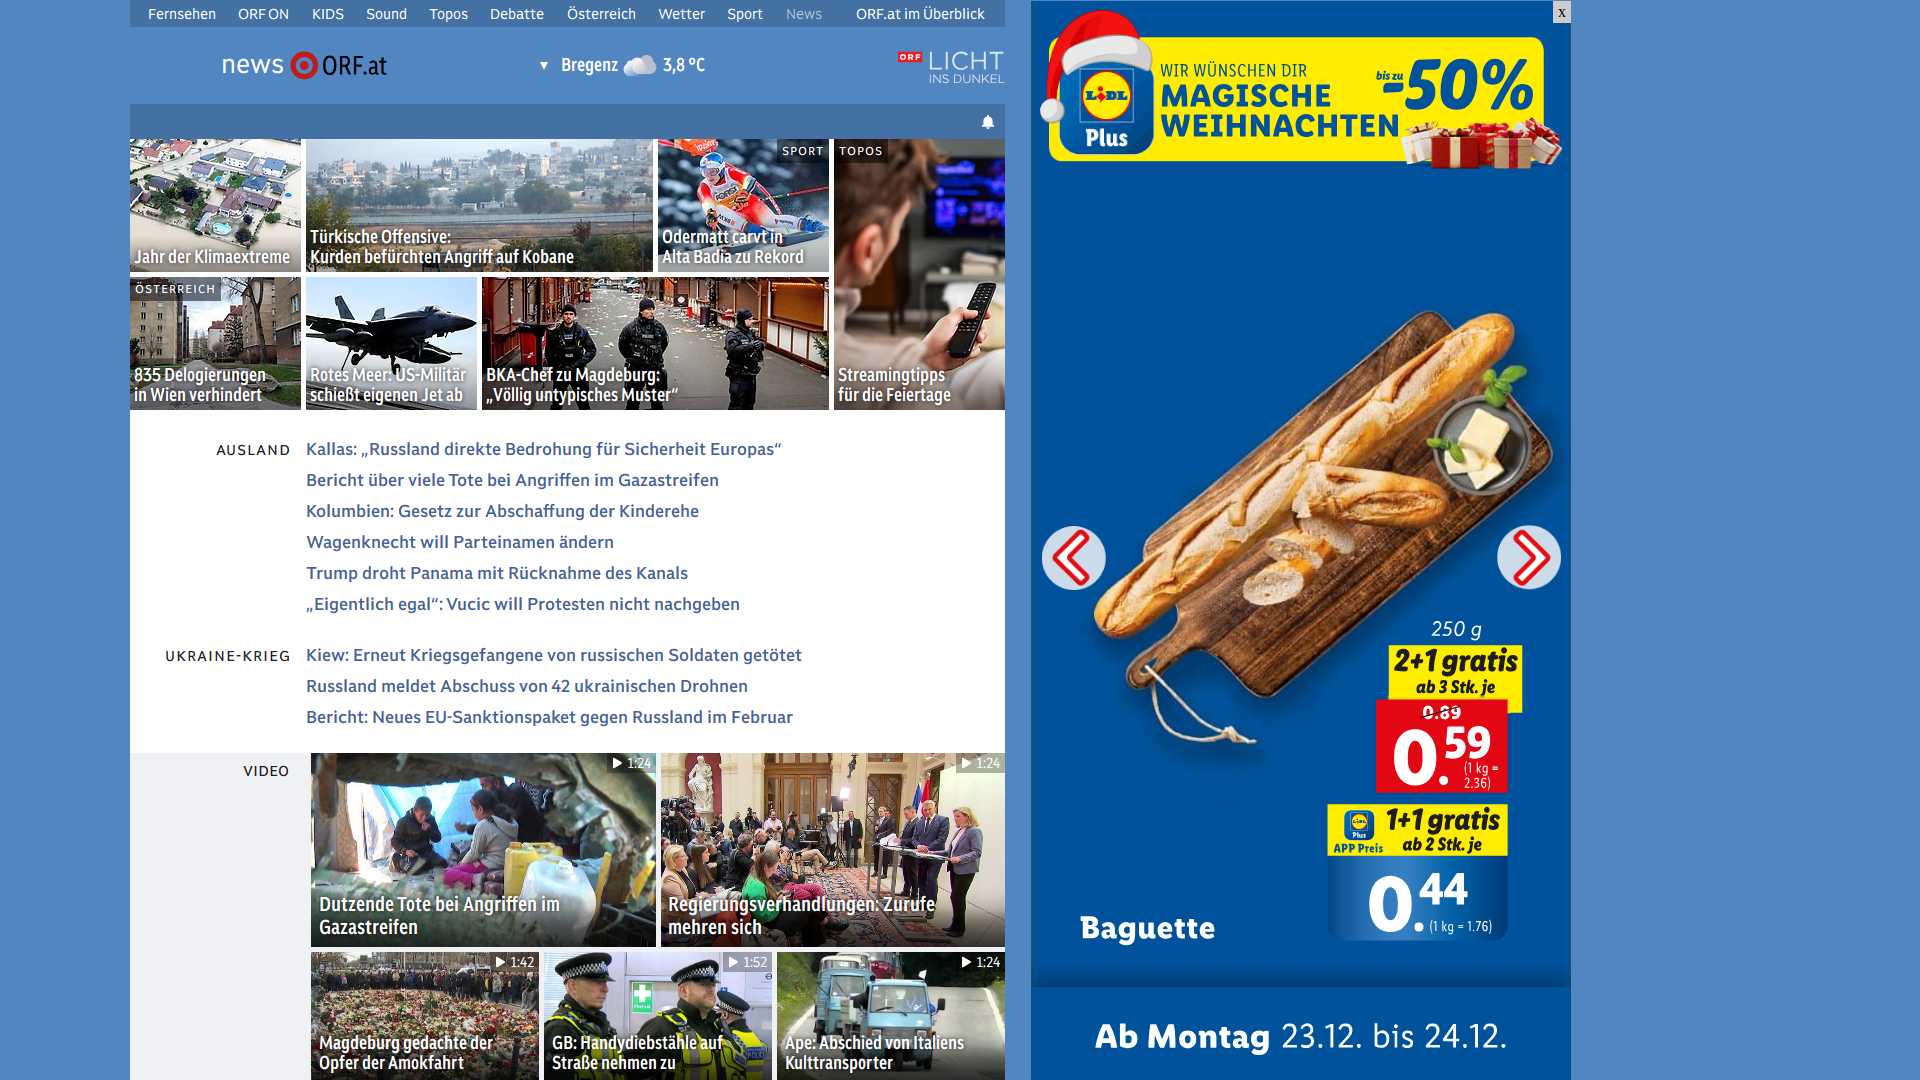 Fernsehen ORF ON KIDS Sound Topos Debatte Österreich Wetter Sport News ORF.at im Überblick
news ORF.at
▼ Bregenz 3,8 °C
ORF LICHT
INS DUNKEL
Jahr der Klimaextreme
Türkische Offensive:
Kurden befürchten Angriff auf Kobane
SPORT
Odermatt carvt in
Alta Badia zu Rekord
TOPOS
Streamingtipps
für die Feiertage
ÖSTERREICH
835 Delogierungen
in Wien verhindert
Rotes Meer: US-Militär
schießt eigenen Jet ab
BKA-Chef zu Magdeburg:
„Völlig untypisches Muster“
AUSLAND
Kallas: „Russland direkte Bedrohung für Sicherheit Europas“
Bericht über viele Tote bei Angriffen im Gazastreifen
Kolumbien: Gesetz zur Abschaffung der Kinderehe
Wagenknecht will Parteinamen ändern
Trump droht Panama mit Rücknahme des Kanals
„Eigentlich egal“: Vucic will Protesten nicht nachgeben
UKRAINE-KRIEG
Kiew: Erneut Kriegsgefangene von russischen Soldaten getötet
Russland meldet Abschuss von 42 ukrainischen Drohnen
Bericht: Neues EU-Sanktionspaket gegen Russland im Februar
VIDEO
1:24
Dutzende Tote bei Angriffen im
Gazastreifen
1:24
Regierungsverhandlungen: Zurufe
mehren sich
1:42
Magdeburg gedachte der
Opfer der Amokfahrt
1:52
GB: Handydiebstähle auf
Straße nehmen zu
1:24
Ape: Abschied von Italiens
Kulttransporter
x
LIDL
Plus
WIR WÜNSCHEN DIR
MAGISCHE
WEIHNACHTEN
bis zu
-50%
250 g
2+1 gratis
ab 3 Stk. je
0.89
0.59
(1 kg =
2.36)
LIDL
Plus
APP Preis
1+1 gratis
ab 2 Stk. je
0.44
(1 kg = 1.76)
Baguette
Ab Montag 23.12. bis 24.12.